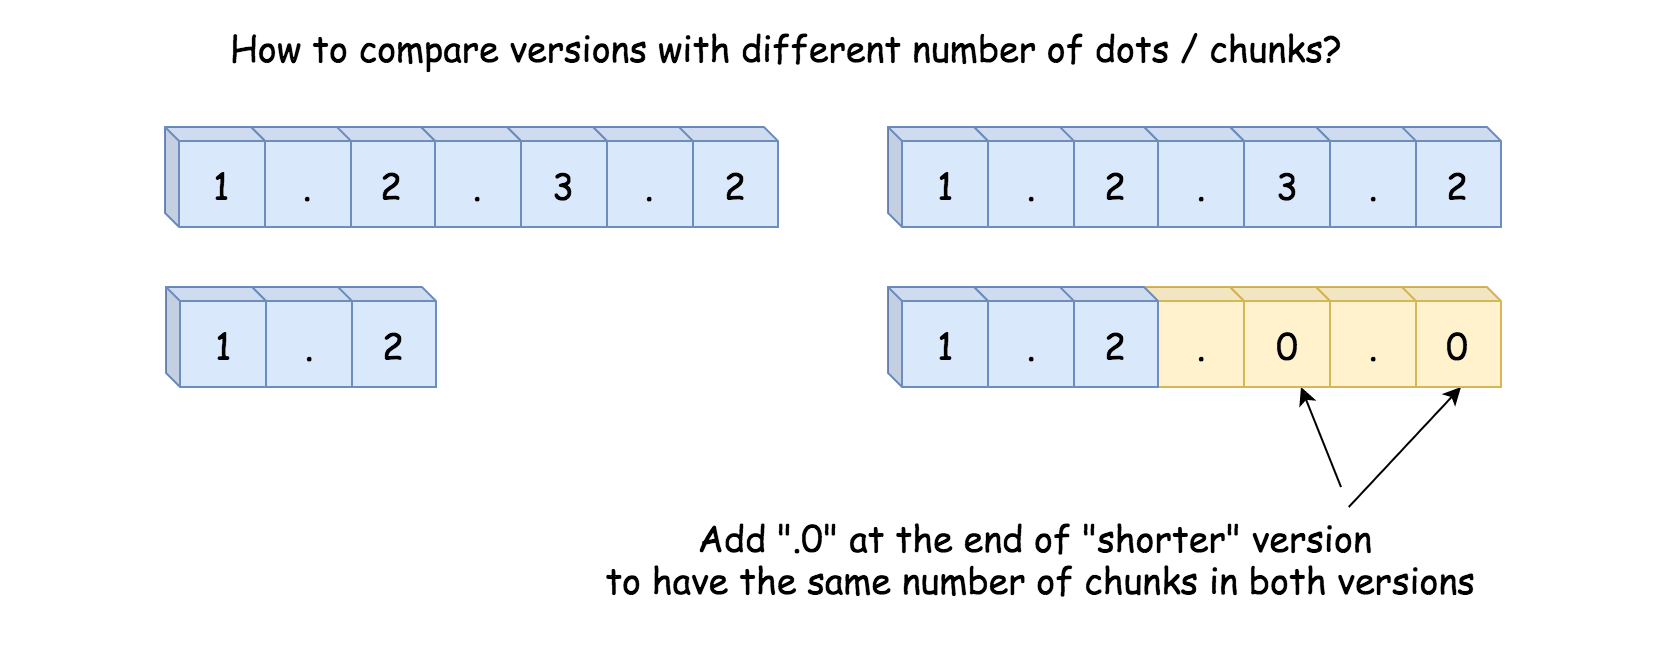 How to compare versions with different number of dots / chunks?
1 . 2 . 3 . 2
1 . 2 . 3 . 2
1 . 2
1 . 2 . 0 . 0
Add ".0" at the end of "shorter" version
to have the same number of chunks in both versions